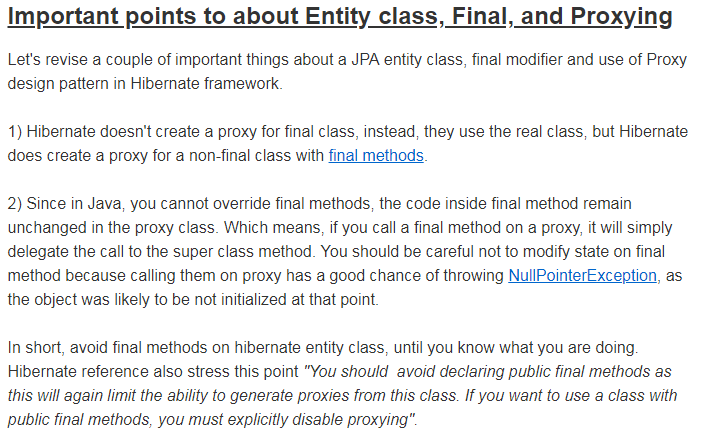 Important points to about Entity class, Final, and Proxying
Let's revise a couple of important things about a JPA entity class, final modifier and use of Proxy
design pattern in Hibernate framework.
1) Hibernate doesn't create a proxy for final class, instead, they use the real class, but Hibernate
does create a proxy for a non-final class with final methods.
2) Since in Java, you cannot override final methods, the code inside final method remain
unchanged in the proxy class. Which means, if you call a final method on a proxy, it will simply
delegate the call to the super class method. You should be careful not to modify state on final
method because calling them on proxy has a good chance of throwing NullPointerException, as
the object was likely to be not initialized at that point.
In short, avoid final methods on hibernate entity class, until you know what you are doing.
Hibernate reference also stress this point "You should  avoid declaring public final methods as
this will again limit the ability to generate proxies from this class. If you want to use a class with
public final methods, you must explicitly disable proxying".